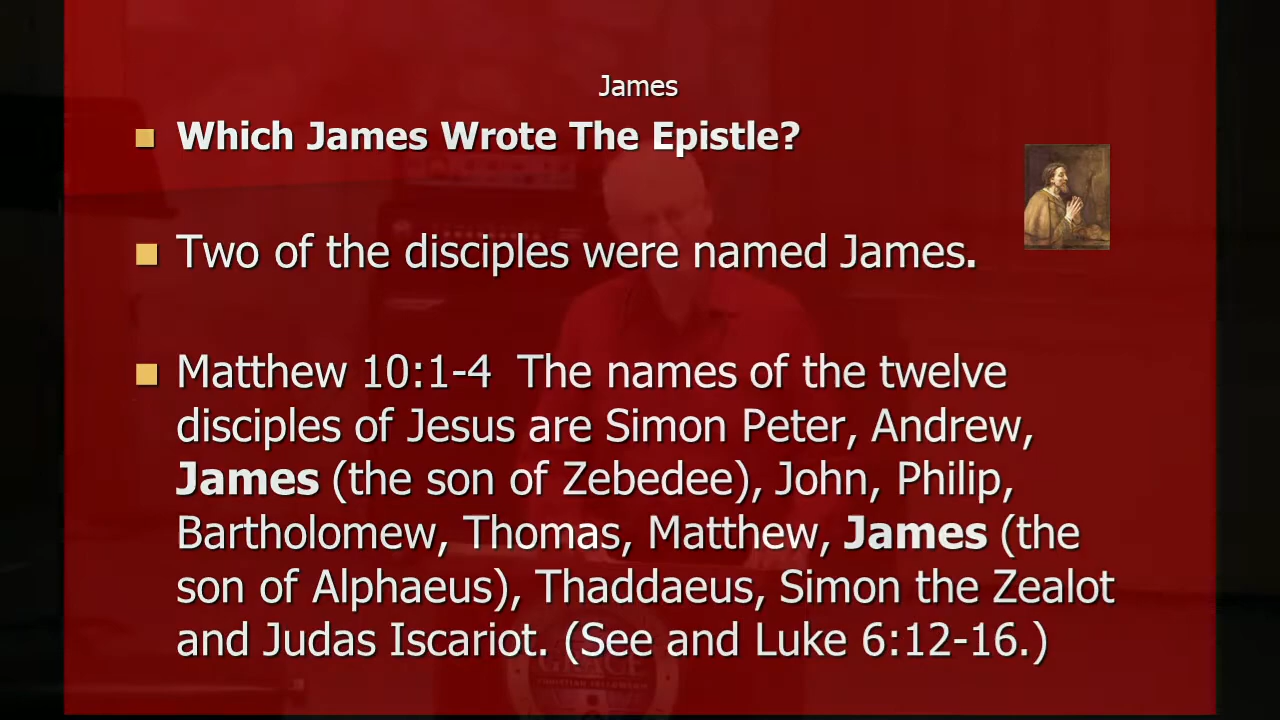 James
Which James Wrote The Epistle?
Two of the disciples were named James.
Matthew 10:1-4 The names of the twelve
disciples of Jesus are Simon Peter, Andrew,
James (the son of Zebedee), John, Philip,
Bartholomew, Thomas, Matthew, James (the
son of Alphaeus), Thaddaeus, Simon the Zealot
and Judas Iscariot. (See and Luke 6:12-16.)
GRACE
CHRISTIAN FELLOWSHIP